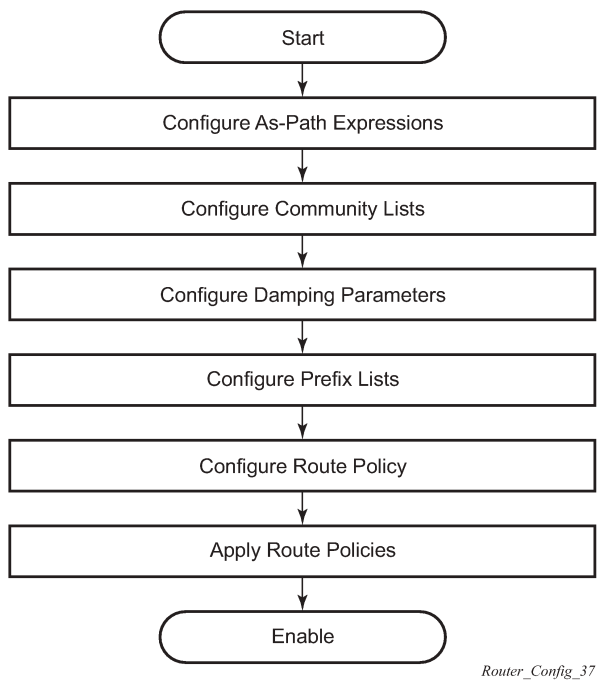 Start
Configure As-Path Expressions
Configure Community Lists
Configure Damping Parameters
Configure Prefix Lists
Configure Route Policy
Apply Route Policies
Enable
Router_Config_37